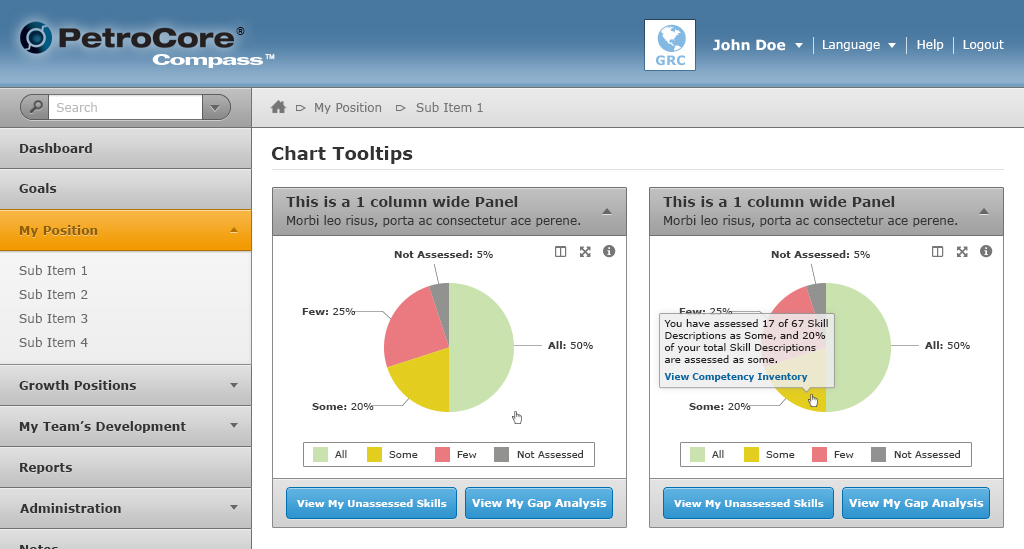 PetroCore®
Compass™
GRC
John Doe
Language
Help
Logout
Search
My Position
Sub Item 1
Dashboard
Goals
My Position
Sub Item 1
Sub Item 2
Sub Item 3
Sub Item 4
Growth Positions
My Team's Development
Reports
Administration
Notes
Chart Tooltips
This is a 1 column wide Panel
Morbi leo risus, porta ac consectetur ace perene.
Not Assessed: 5%
Few: 25%
All: 50%
Some: 20%
All
Some
Few
Not Assessed
View My Unassessed Skills
View My Gap Analysis
This is a 1 column wide Panel
Morbi leo risus, porta ac consectetur ace perene.
Not Assessed: 5%
Few: 25%
You have assessed 17 of 67 Skill
Descriptions as Some, and 20%
of your total Skill Descriptions
are assessed as some.
View Competency Inventory
All: 50%
Some: 20%
All
Some
Few
Not Assessed
View My Unassessed Skills
View My Gap Analysis